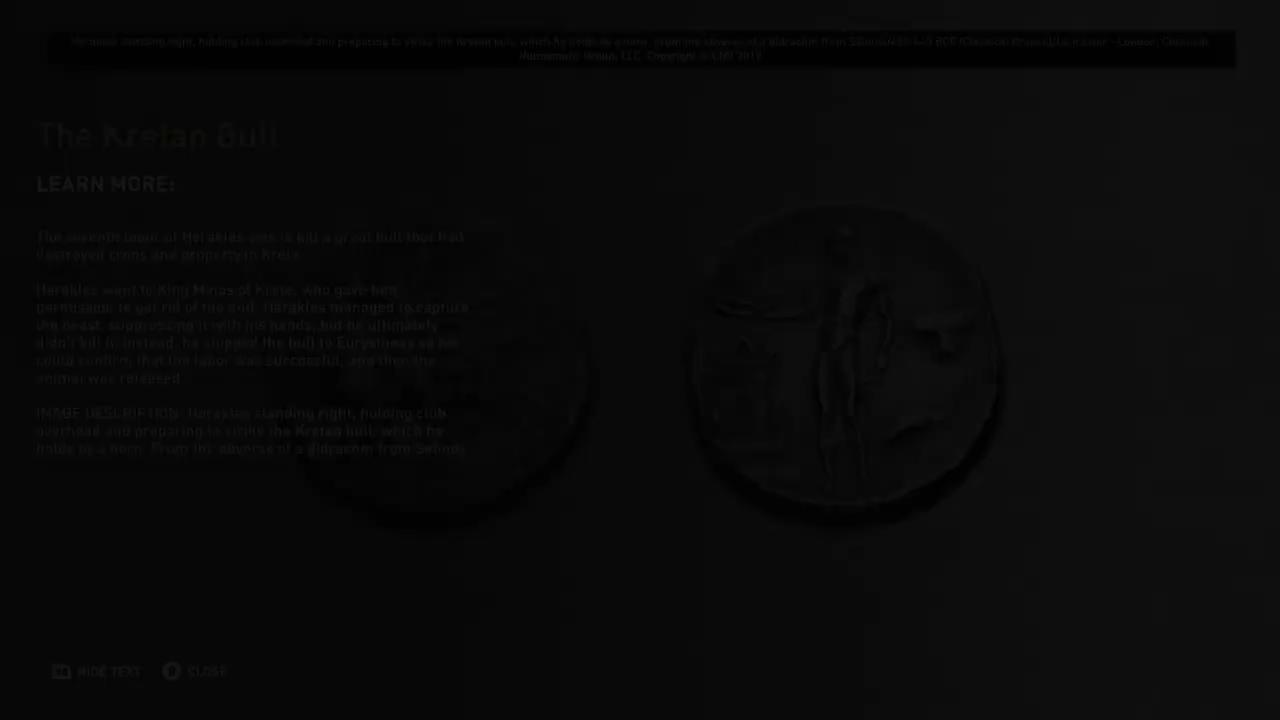 The Kretan Bull
LEARN MORE:
The seventh labor of Herakles was to kill a great bull that had
destroyed crops and property in Krete.
Herakles went to King Minos of Krete, who gave him
permission to get rid of the bull. Herakles managed to capture
the beast, suppressing it with his hands, but he ultimately
didn't kill it. Instead, he shipped the bull to Eurystheus so he
could confirm that the labor was successful, and then the
animal was released.
IMAGE DESCRIPTION: Herakles standing right, holding club
overhead and preparing to strike the Kretan bull, which he
holds by a horn. From the obverse of a didrachm from Selinos
HIDE TEXT
CLOSE